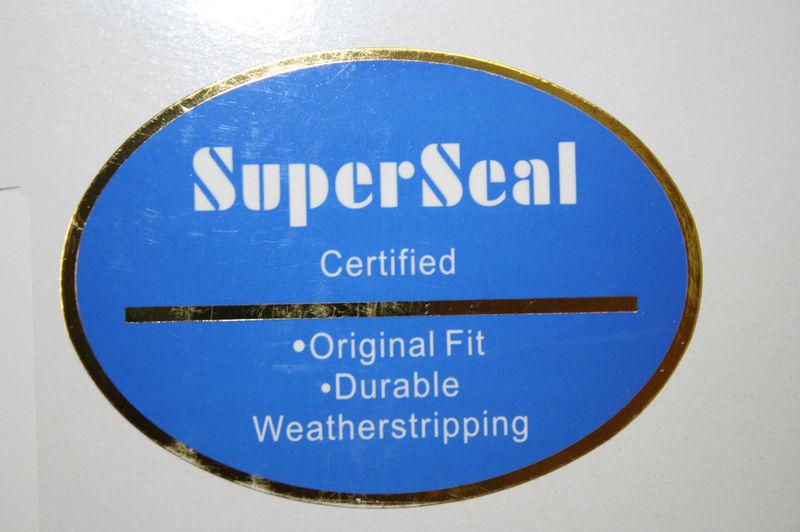 SuperSeal
Certified
•Original Fit
•Durable
Weatherstripping